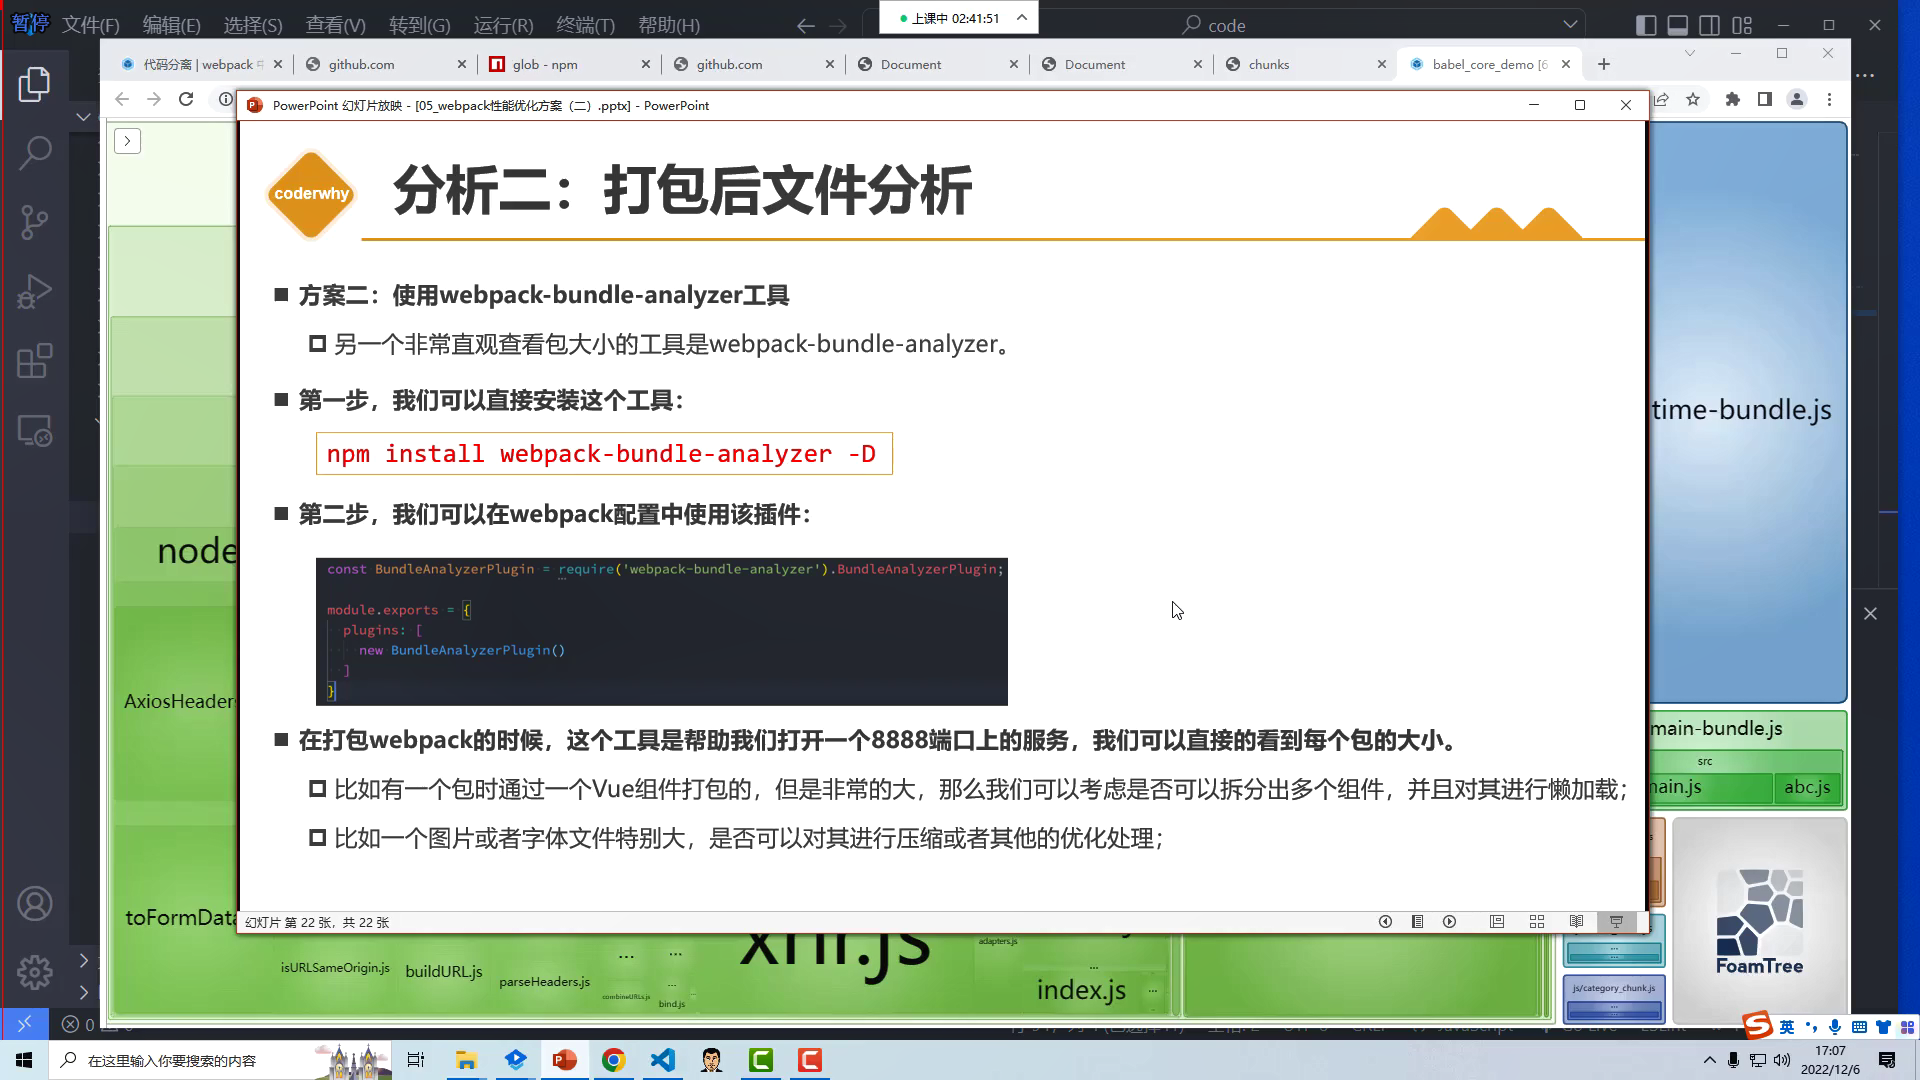 暂停 文件(F) 编辑(E) 选择(S) 查看(V) 转到(G) 运行(R) 终端(T) 帮助(H)
上课中 02:41:51
code
代码分离 | webpack
github.com
glob - npm
github.com
Document
Document
chunks
babel_core_demo [6
PowerPoint 幻灯片放映 - [05_webpack性能优化方案（二）.pptx] - PowerPoint
coderwhy
分析二：打包后文件分析
方案二：使用webpack-bundle-analyzer工具
另一个非常直观查看包大小的工具是webpack-bundle-analyzer。
第一步，我们可以直接安装这个工具：
npm install webpack-bundle-analyzer -D
第二步，我们可以在webpack配置中使用该插件：
const BundleAnalyzerPlugin = require('webpack-bundle-analyzer').BundleAnalyzerPlugin;
module.exports = {
plugins: [
new BundleAnalyzerPlugin()
]
}
在打包webpack的时候，这个工具是帮助我们打开一个8888端口上的服务，我们可以直接的看到每个包的大小。
比如有一个包时通过一个Vue组件打包的，但是非常的大，那么我们可以考虑是否可以拆分出多个组件，并且对其进行懒加载；
比如一个图片或者字体文件特别大，是否可以对其进行压缩或者其他的优化处理；
幻灯片 第 22 张，共 22 张
node
AxiosHeaders
toFormData
isURLSameOrigin.js
buildURL.js
parseHeaders.js
combineURLs.js
bind.js
xhr.js
adapters.js
index.js
time-bundle.js
main-bundle.js
src
main.js
abc.js
js/category_chunk.js
FoamTree
0
英
在这里输入你要搜索的内容
17:07
2022/12/6